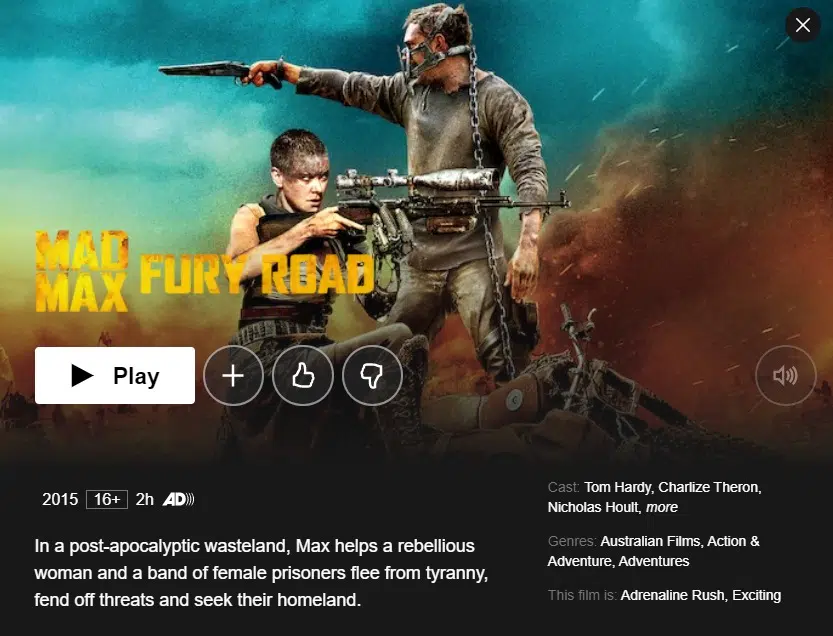 MAD
MAX
FURY ROAD
Play
2015 16+ 2h AD)))
In a post-apocalyptic wasteland, Max helps a rebellious
woman and a band of female prisoners flee from tyranny,
fend off threats and seek their homeland.
Cast: Tom Hardy, Charlize Theron,
Nicholas Hoult, more
Genres: Australian Films, Action &
Adventure, Adventures
This film is: Adrenaline Rush, Exciting